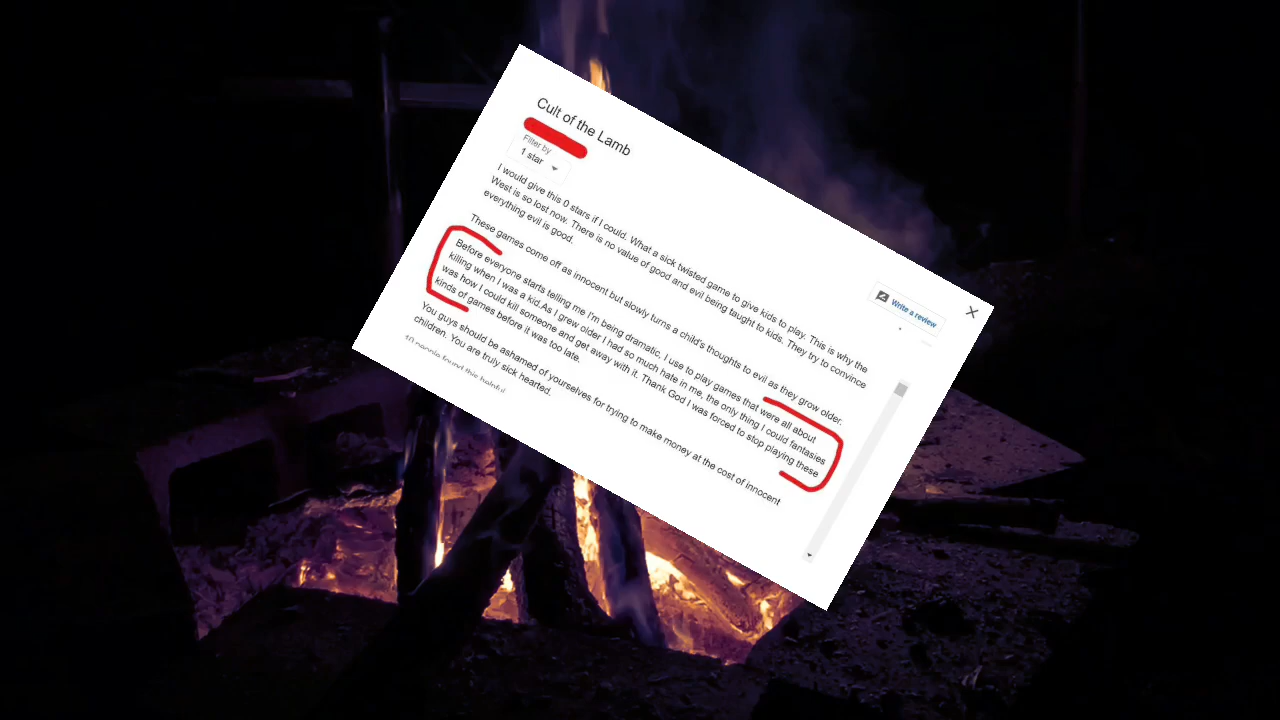 Cult of the Lamb
Filter by
1 star
Write a review
I would give this 0 stars if I could. What a sick twisted game to give kids to play. This is why the
West is so lost now. There is no value of good and evil being taught to kids. They try to convince
everything evil is good.
These games come off as innocent but slowly turns a child's thoughts to evil as they grow older.
Before everyone starts telling me I'm being dramatic, I use to play games that were all about
killing when I was a kid.As I grew older I had so much hate in me, the only thing I could fantasies
was how I could kill someone and get away with it. Thank God I was forced to stop playing these
kinds of games before it was too late.
You guys should be ashamed of yourselves for trying to make money at the cost of innocent
children. You are truly sick hearted.
people found this helpful